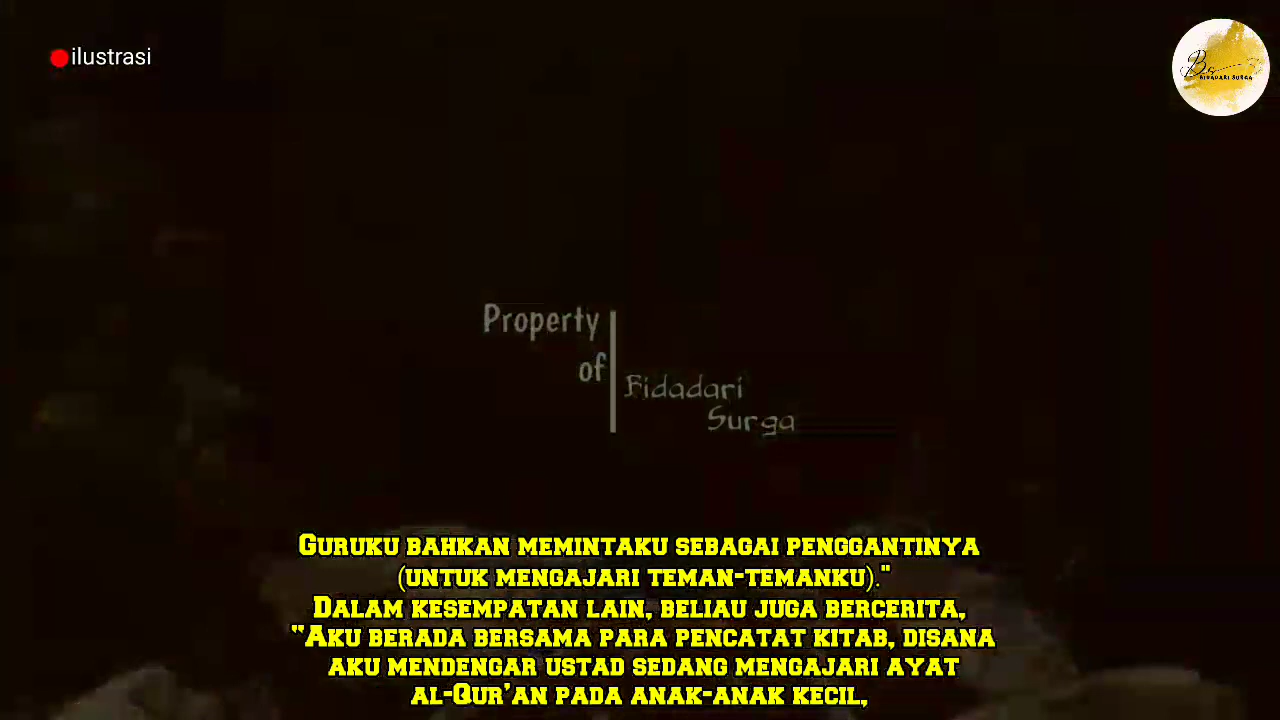 ilustrasi
BIDADARI SURGA
Property
of
Bidadari
Surga
Guruku bahkan memintaku sebagai penggantinya
(untuk mengajari teman-temanku)."
Dalam kesempatan lain, beliau juga bercerita,
"Aku berada bersama para pencatat kitab, disana
aku mendengar ustad sedang mengajari ayat
al-Qur'an pada anak-anak kecil,